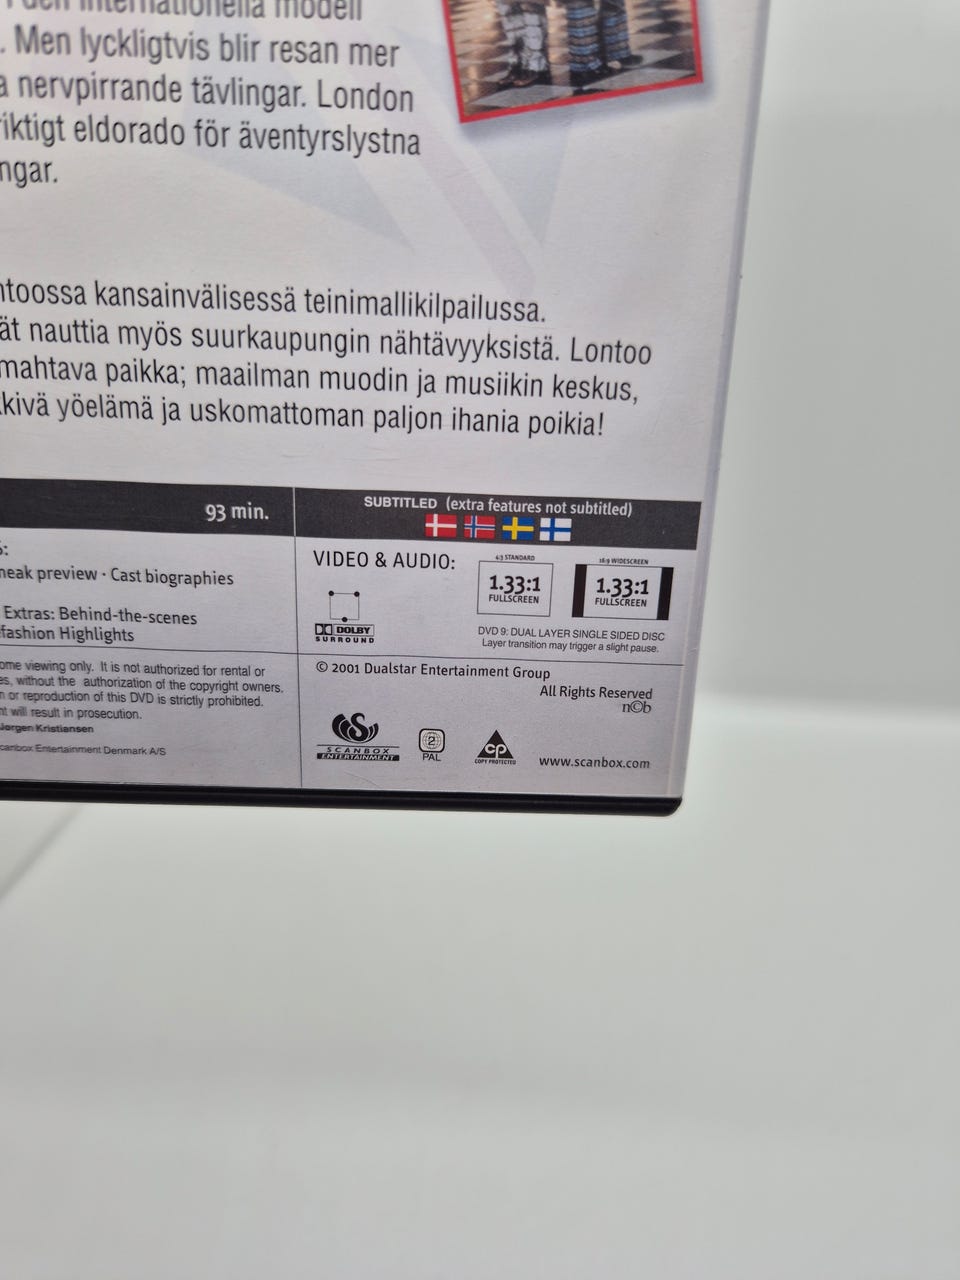 den internationella modell
. Men lyckligtvis blir resan mer
a nervpirrande tävlingar. London
riktigt eldorado för äventyrslystna
ngar.
ntoossa kansainvälisessä teinimallikilpailussa.
ät nauttia myös suurkaupungin nähtävyyksistä. Lontoo
mahtava paikka; maailman muodin ja musiikin keskus,
kivä yöelämä ja uskomattoman paljon ihania poikia!
93 min.
SUBTITLED (extra features not subtitled)
S:
neak preview · Cast biographies
Extras: Behind-the-scenes
fashion Highlights
VIDEO & AUDIO:
DOLBY
SURROUND
4:3 STANDARD
1.33:1
FULLSCREEN
16:9 WIDESCREEN
1.33:1
FULLSCREEN
DVD 9: DUAL LAYER SINGLE SIDED DISC
Layer transition may trigger a slight pause.
ome viewing only. It is not authorized for rental or
es, without the authorization of the copyright owners.
n or reproduction of this DVD is strictly prohibited.
nt will result in prosecution.
Jørgen Kristiansen
canbox Entertainment Denmark A/S
© 2001 Dualstar Entertainment Group
All Rights Reserved
n©b
SCANBOX
ENTERTAINMENT
2
PAL
CP
COPY PROTECTED
www.scanbox.com